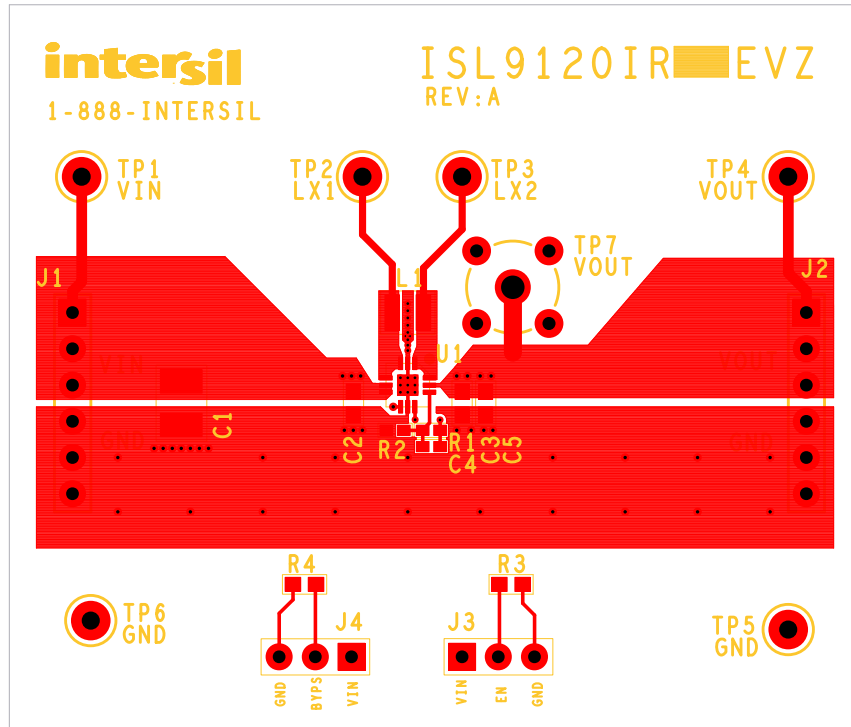 intersil
1-888-INTERSIL
ISL9120IR EVZ
REV:A
TP1
VIN
TP2
LX1
TP3
LX2
TP4
VOUT
TP7
VOUT
J1
L1
J2
U1
VIN
VOUT
GND
GND
C1
C2
R2
R1
C4
C3
C5
R4
R3
TP6
GND
J4
J3
TP5
GND
GND
BYPS
VIN
VIN
EN
GND